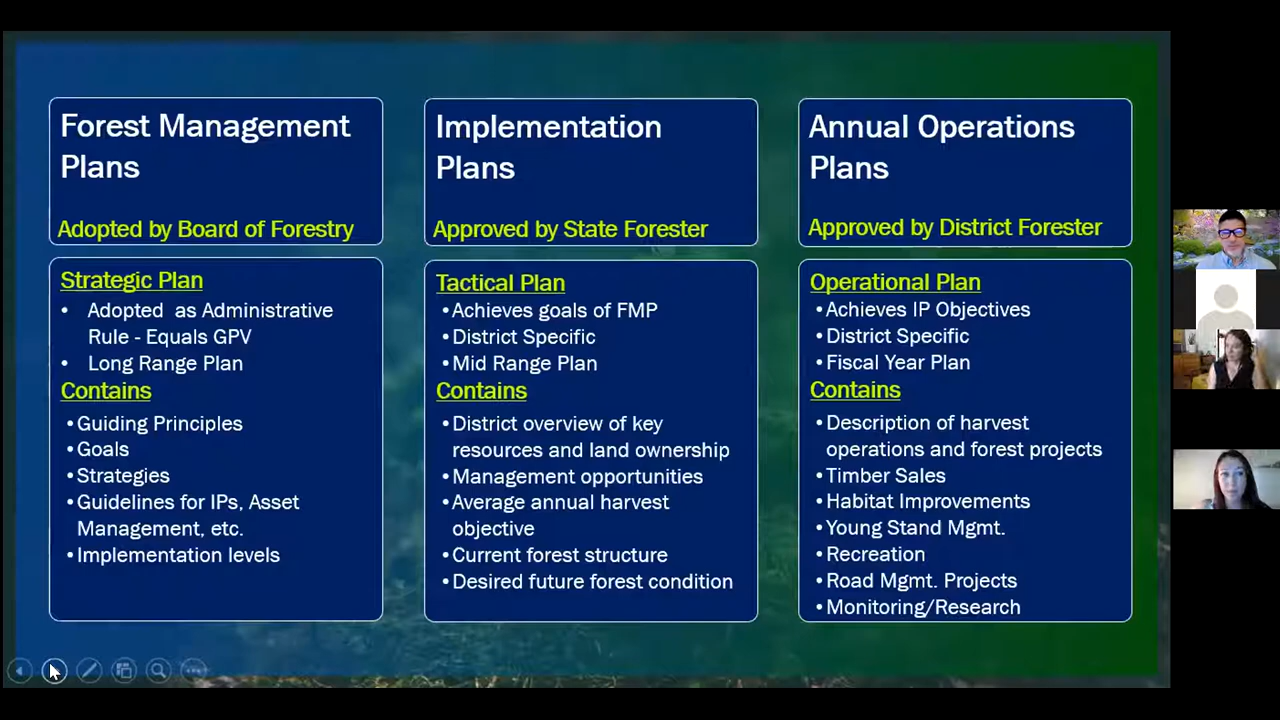 Forest Management
Plans
Adopted by Board of Forestry
Strategic Plan
• Adopted as Administrative
Rule - Equals GPV
• Long Range Plan
Contains
•Guiding Principles
•Goals
•Strategies
•Guidelines for IPs, Asset
Management, etc.
•Implementation levels
Implementation
Plans
Approved by State Forester
Tactical Plan
•Achieves goals of FMP
•District Specific
•Mid Range Plan
Contains
•District overview of key
resources and land ownership
•Management opportunities
•Average annual harvest
objective
•Current forest structure
•Desired future forest condition
Annual Operations
Plans
Approved by District Forester
Operational Plan
•Achieves IP Objectives
•District Specific
•Fiscal Year Plan
Contains
•Description of harvest
operations and forest projects
•Timber Sales
•Habitat Improvements
•Young Stand Mgmt.
•Recreation
•Road Mgmt. Projects
•Monitoring/Research